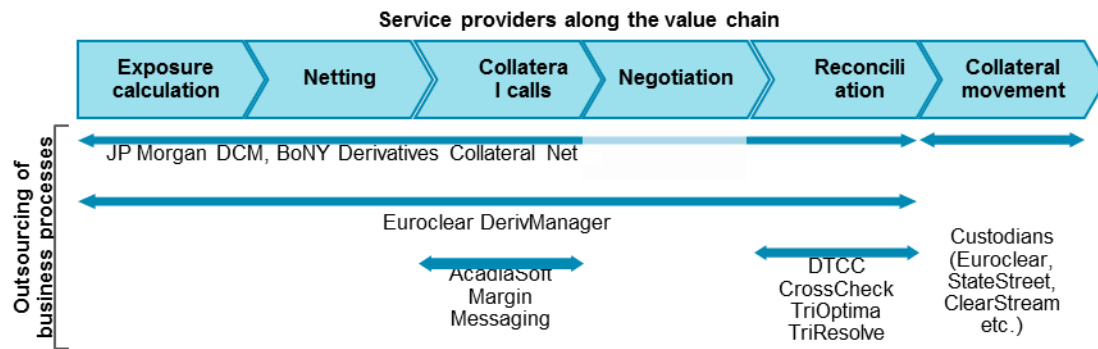 Service providers along the value chain
Exposure
calculation
Netting
Collatera
l calls
Negotiation
Reconcili
ation
Collateral
movement
Outsourcing of
business processes
JP Morgan DCM, BoNY Derivatives Collateral Net
Euroclear DerivManager
AcadiaSoft
Margin
Messaging
DTCC
CrossCheck
TriOptima
TriResolve
Custodians
(Euroclear,
StateStreet,
ClearStream
etc.)